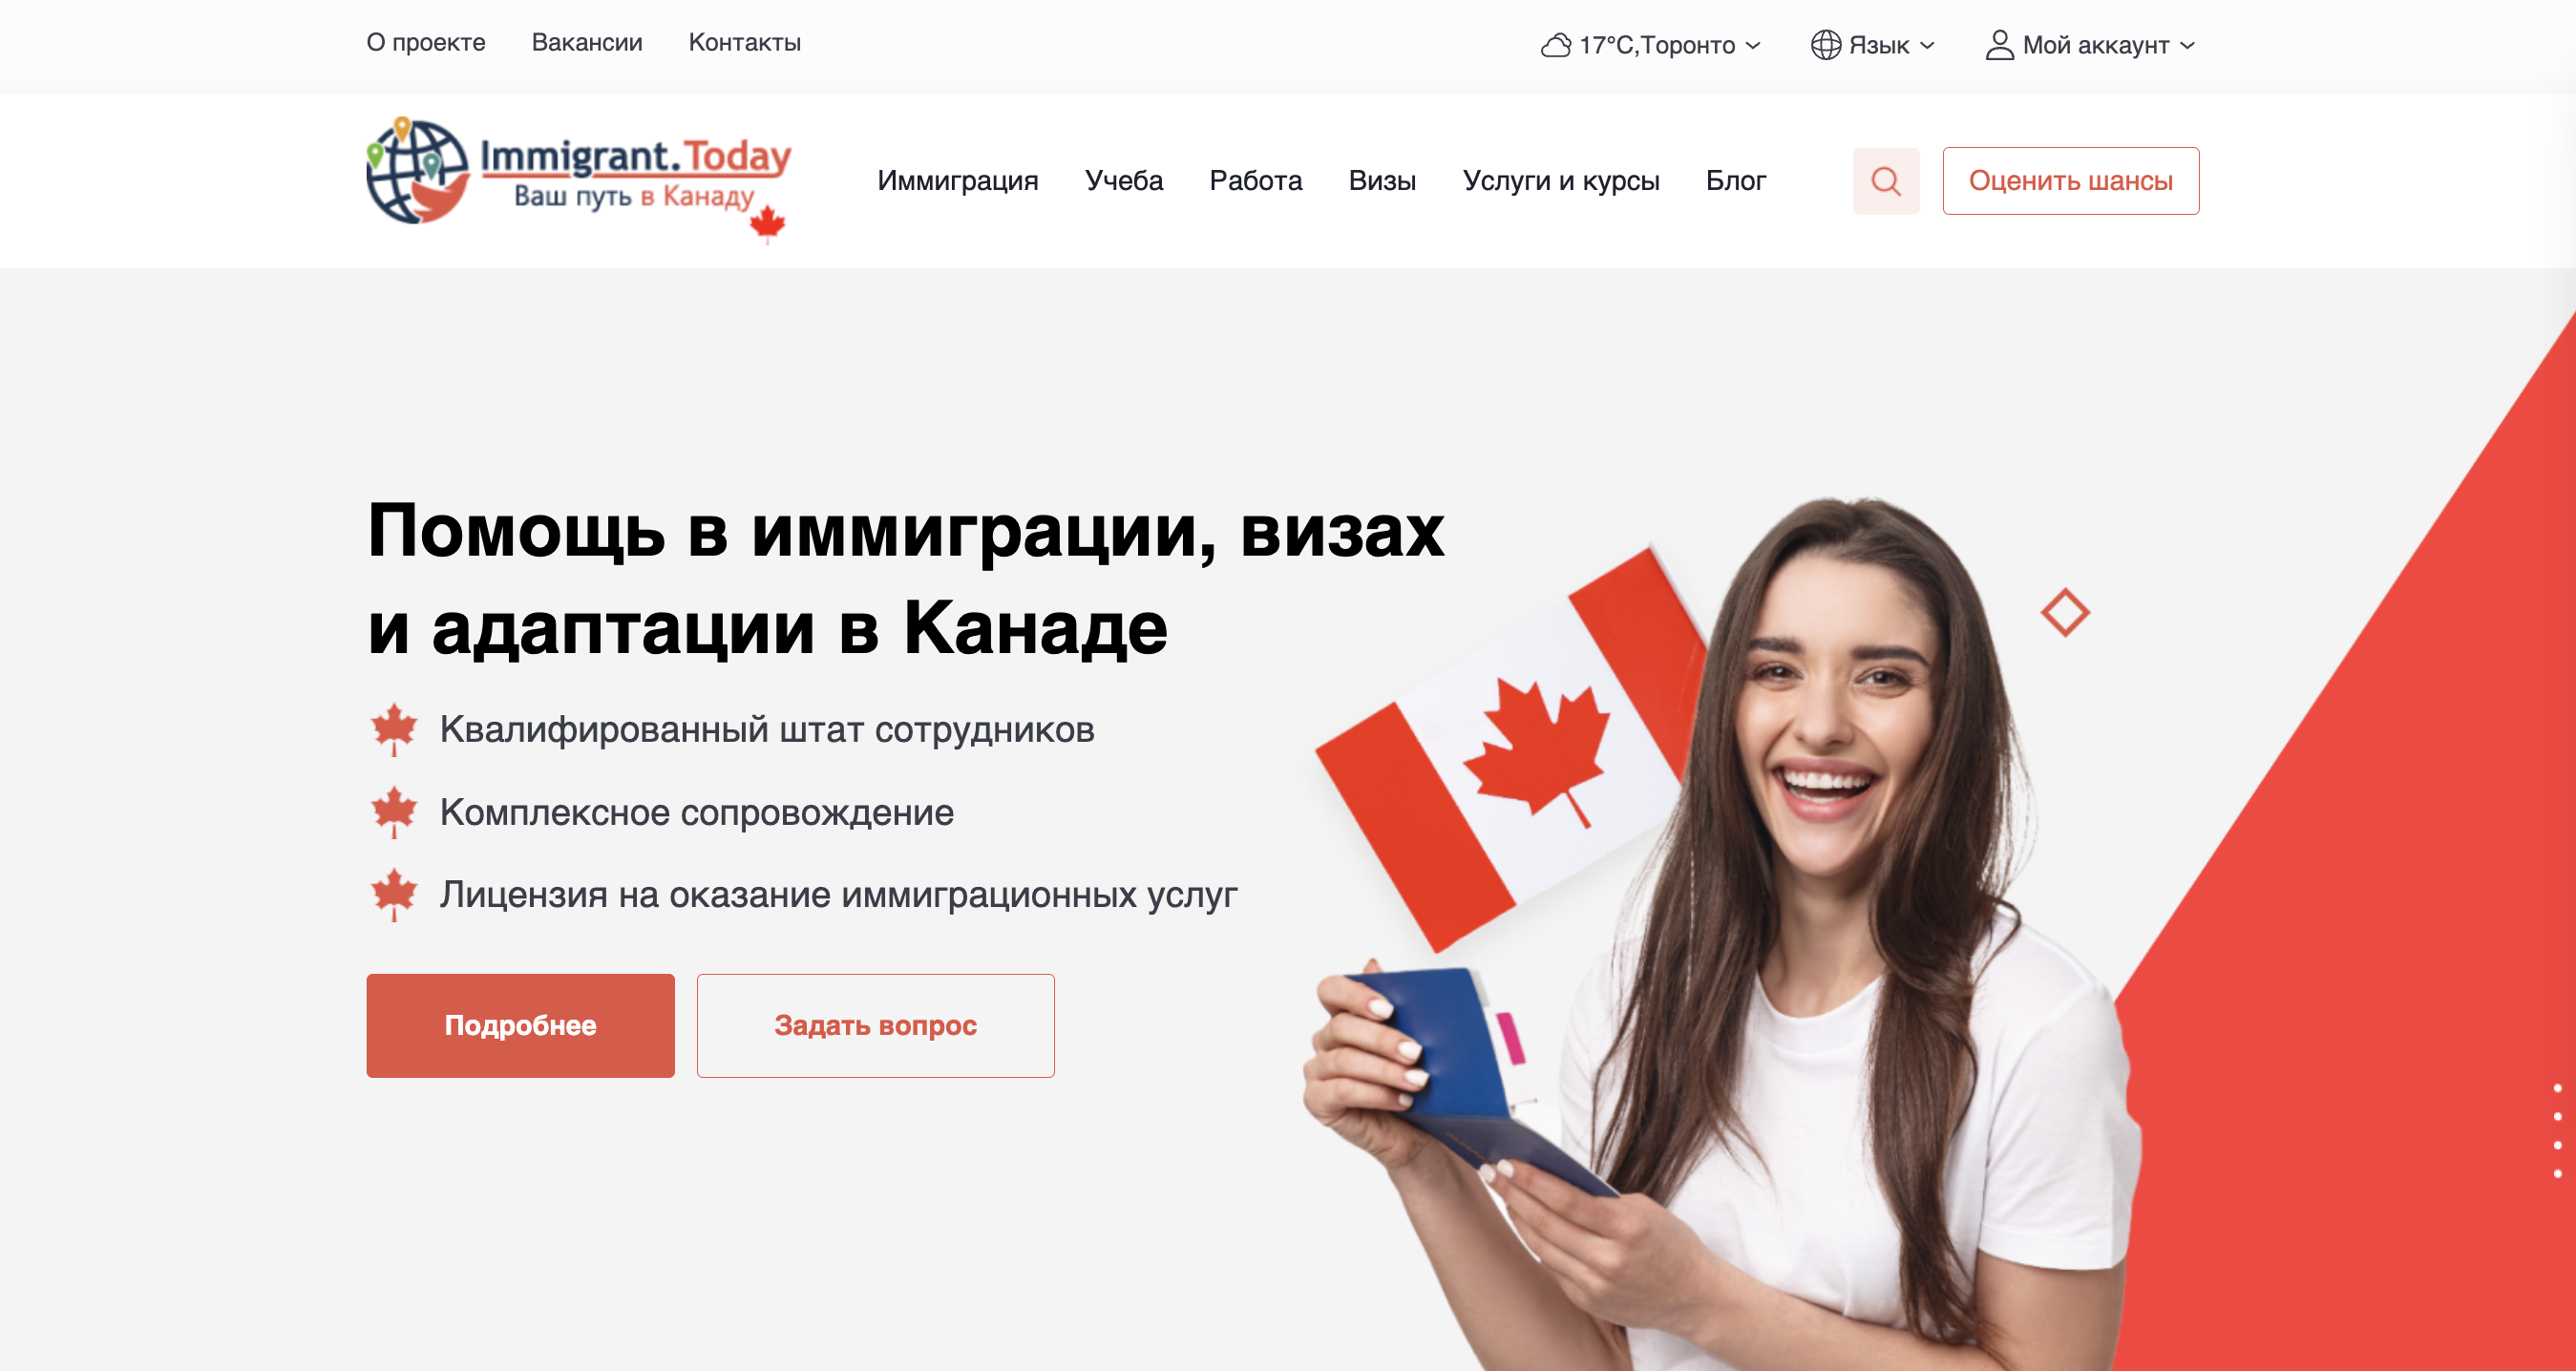 О проекте
Вакансии
Контакты
17°C,Торонто
Язык
Мой аккаунт
Immigrant.Today
Ваш путь в Канаду
Иммиграция
Учеба
Работа
Визы
Услуги и курсы
Блог
Оценить шансы
Помощь в иммиграции, визах
и адаптации в Канаде
Квалифированный штат сотрудников
Комплексное сопровождение
Лицензия на оказание иммиграционных услуг
Подробнее
Задать вопрос